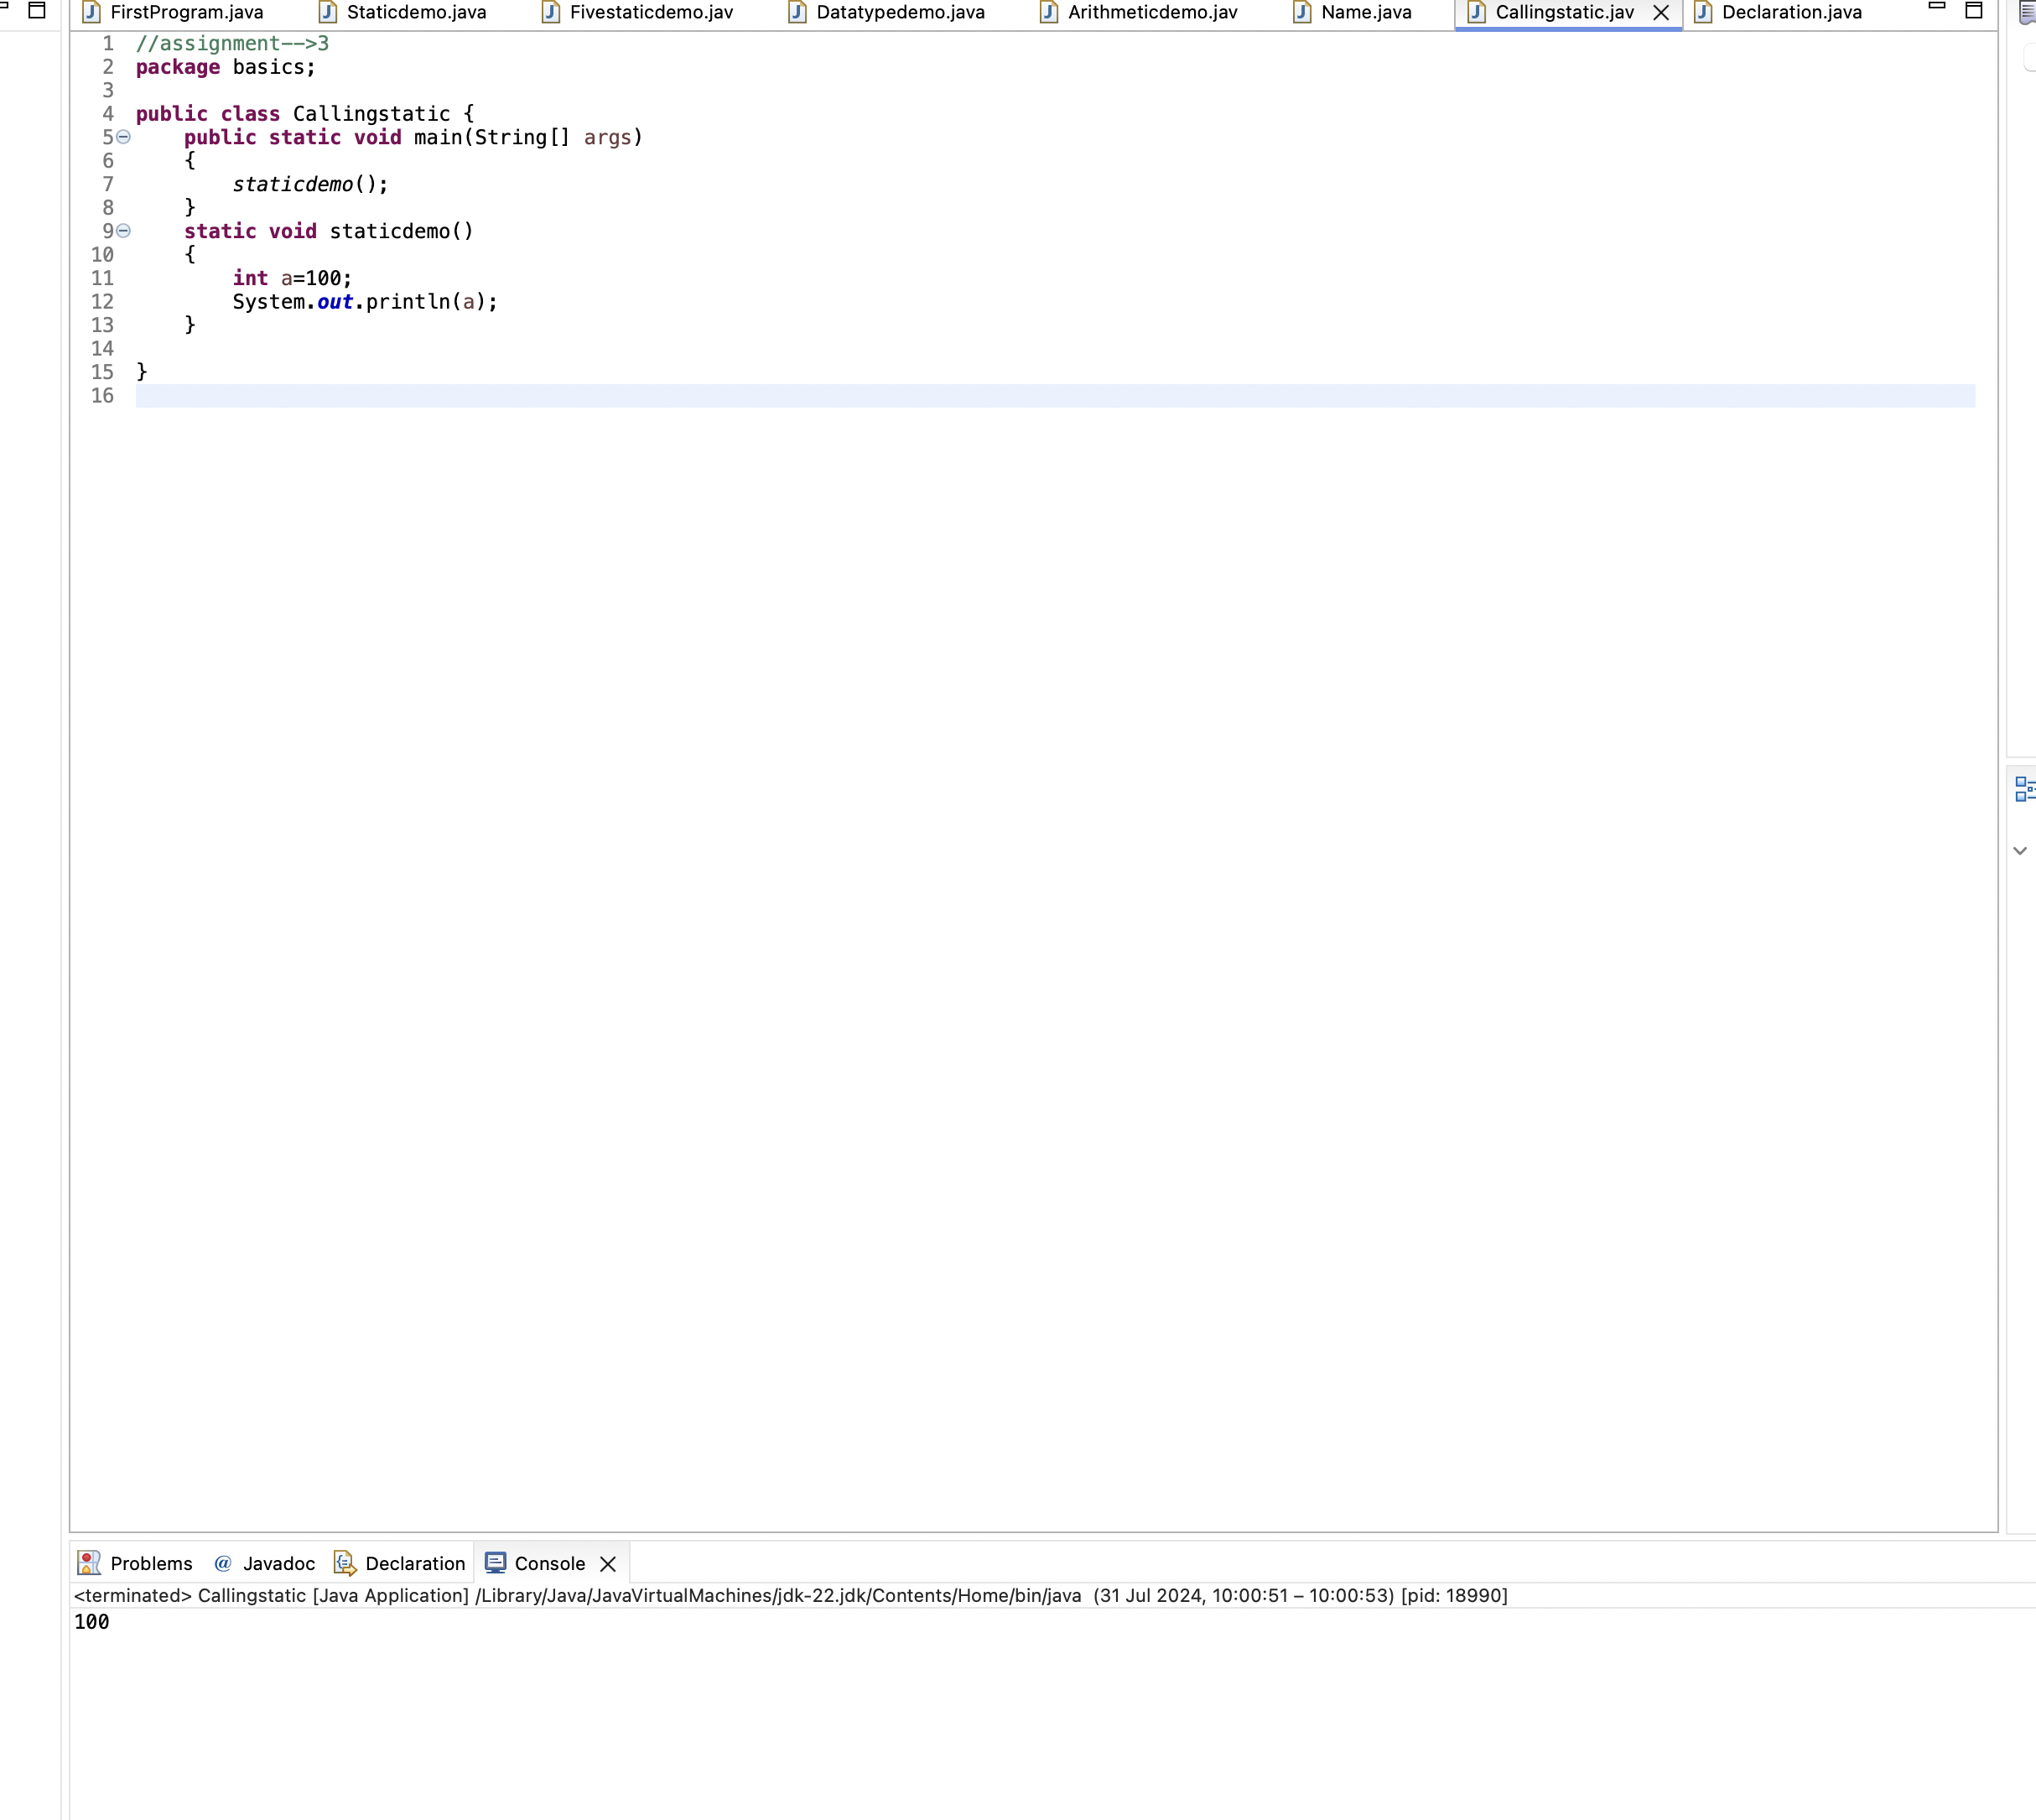 FirstProgram.java Staticdemo.java Fivestaticdemo.jav Datatypedemo.java Arithmeticdemo.jav Name.java Callingstatic.jav Declaration.java
1 //assignment-->3
2 package basics;
3
4 public class Callingstatic {
5 public static void main(String[] args)
6 {
7 staticdemo();
8 }
9 static void staticdemo()
10 {
11 int a=100;
12 System.out.println(a);
13 }
14
15 }
16
Problems @ Javadoc Declaration Console
<terminated> Callingstatic [Java Application] /Library/Java/JavaVirtualMachines/jdk-22.jdk/Contents/Home/bin/java (31 Jul 2024, 10:00:51 – 10:00:53) [pid: 18990]
100